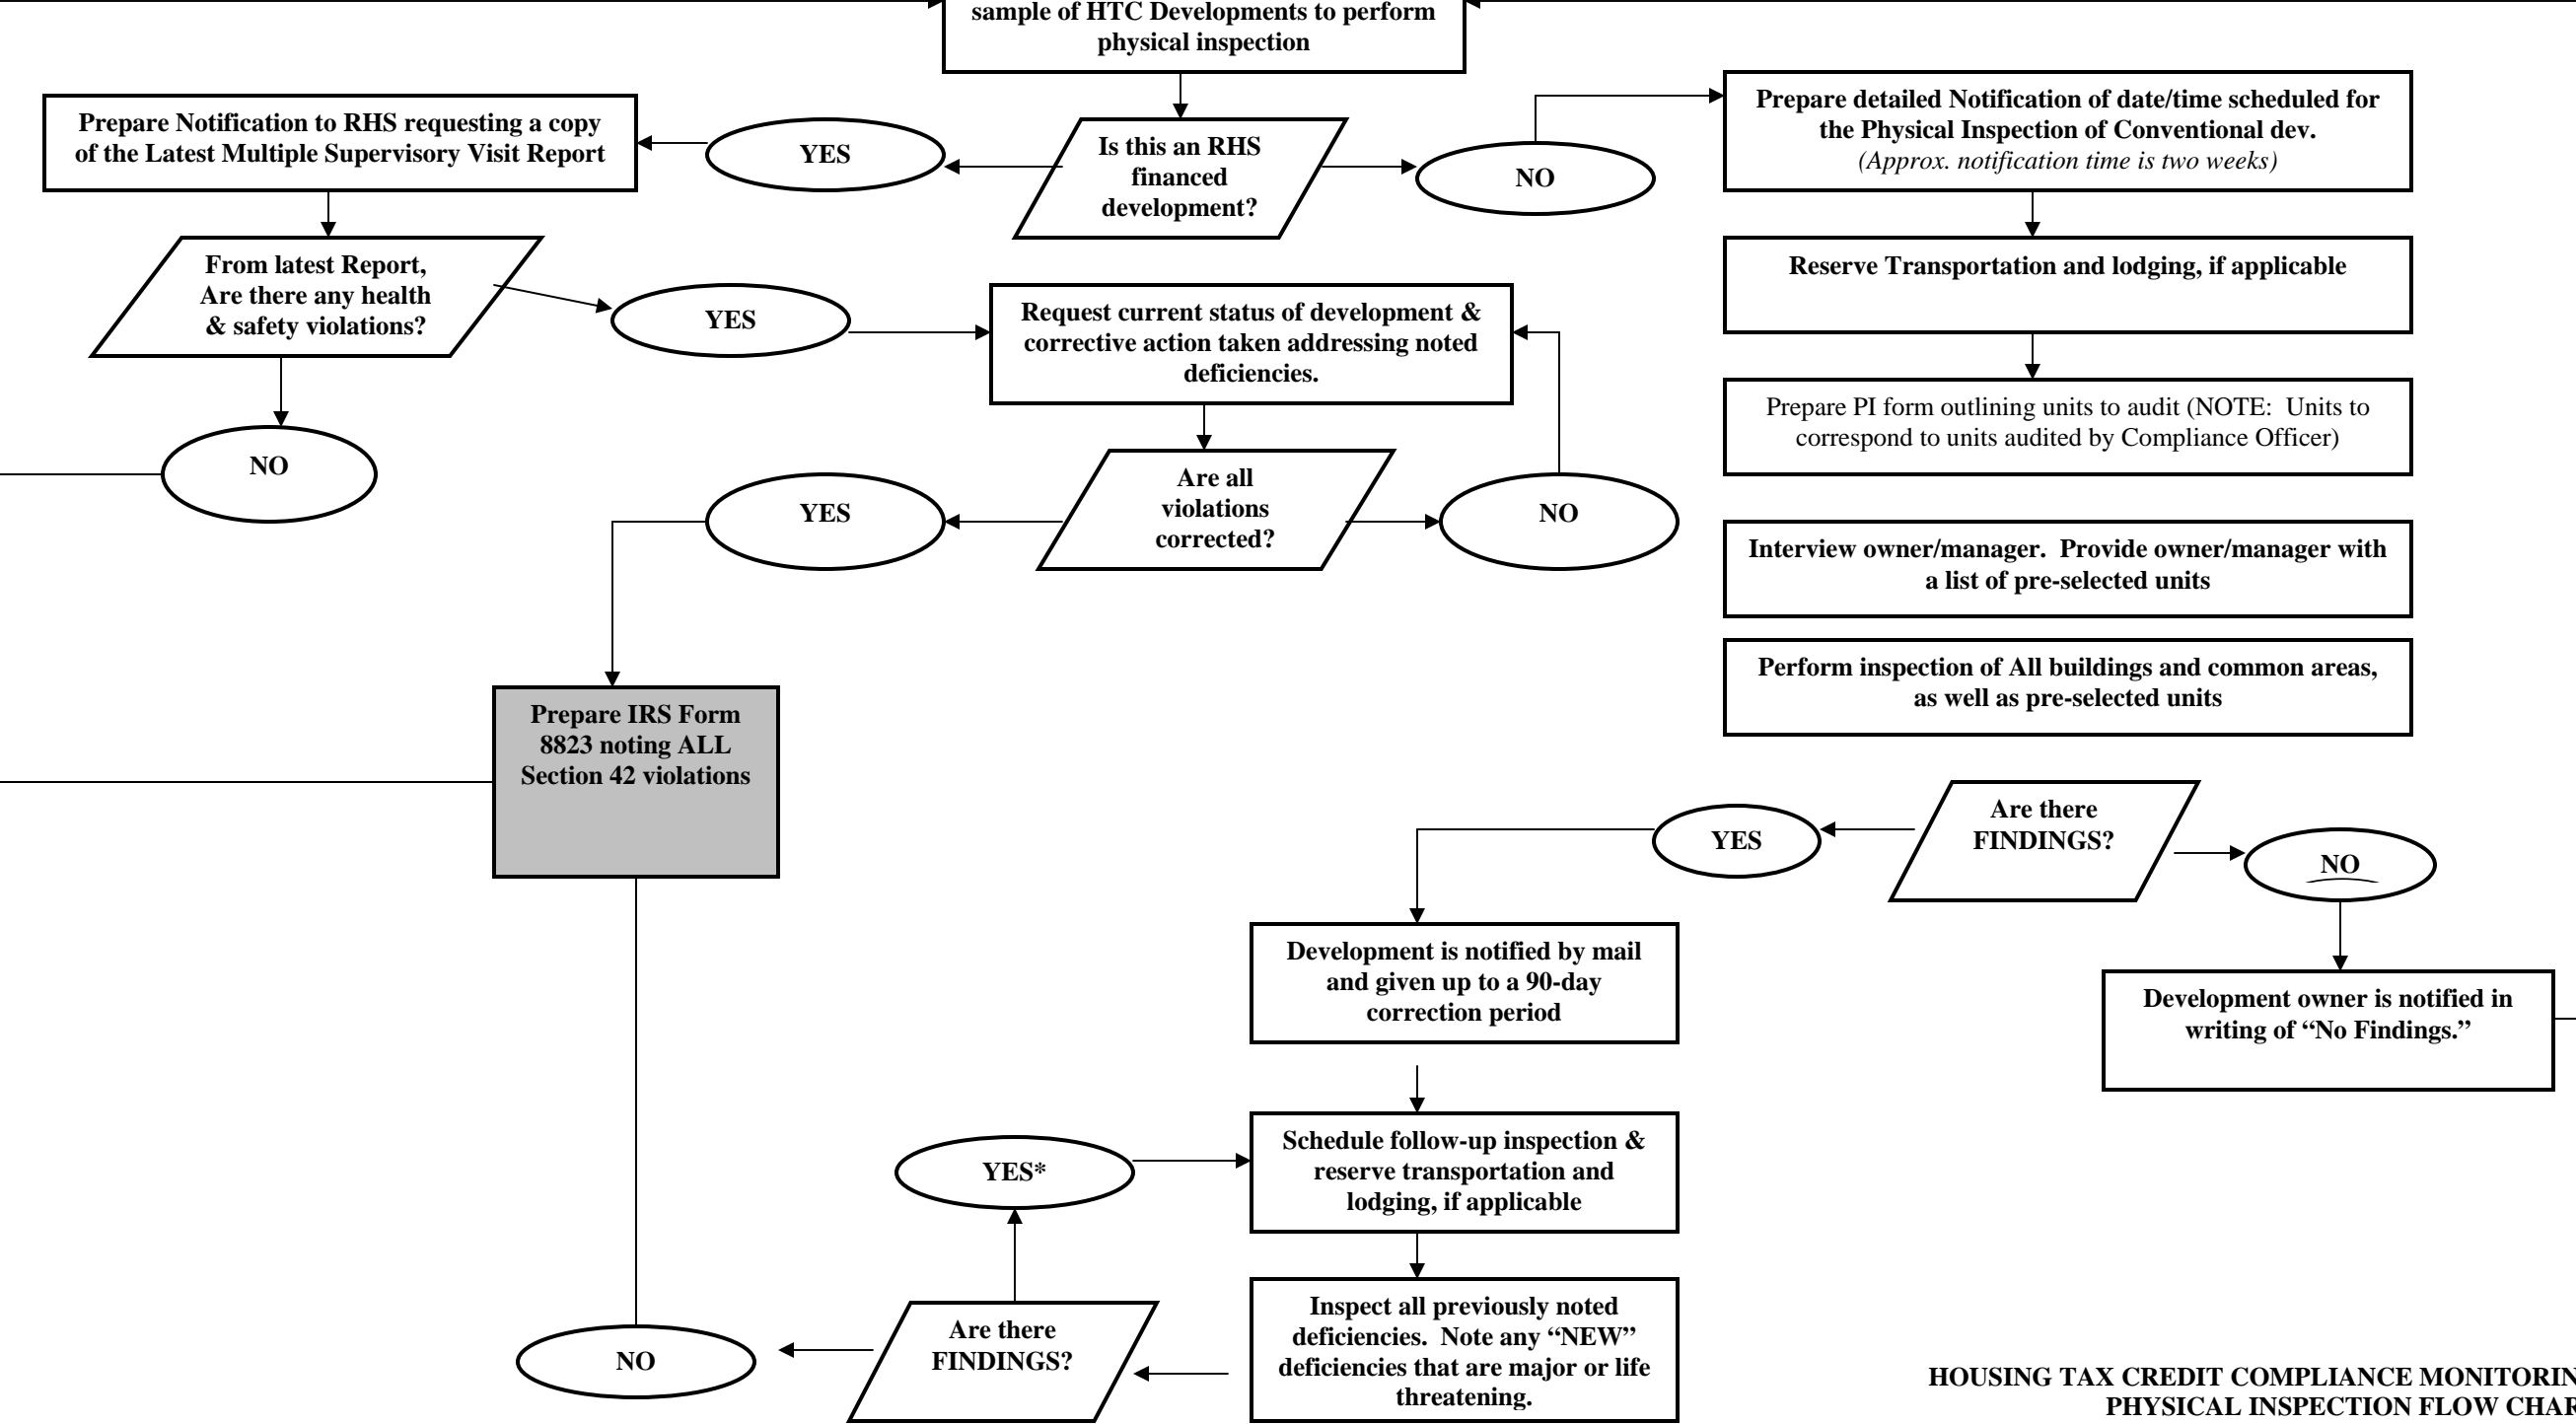 sample of HTC Developments to perform
physical inspection
Prepare Notification to RHS requesting a copy
of the Latest Multiple Supervisory Visit Report
YES
Is this an RHS
financed
development?
NO
Prepare detailed Notification of date/time scheduled for
the Physical Inspection of Conventional dev.
(Approx. notification time is two weeks)
From latest Report,
Are there any health
& safety violations?
YES
Request current status of development &
corrective action taken addressing noted
deficiencies.
Reserve Transportation and lodging, if applicable
Prepare PI form outlining units to audit (NOTE:  Units to
correspond to units audited by Compliance Officer)
NO
YES
Are all
violations
corrected?
NO
Interview owner/manager.  Provide owner/manager with
a list of pre-selected units
Perform inspection of All buildings and common areas,
as well as pre-selected units
Prepare IRS Form
8823 noting ALL
Section 42 violations
YES
Are there
FINDINGS?
NO
Development is notified by mail
and given up to a 90-day
correction period
Development owner is notified in
writing of “No Findings.”
YES*
Schedule follow-up inspection &
reserve transportation and
lodging, if applicable
NO
Are there
FINDINGS?
Inspect all previously noted
deficiencies.  Note any “NEW”
deficiencies that are major or life
threatening.
HOUSING TAX CREDIT COMPLIANCE MONITORIN
PHYSICAL INSPECTION FLOW CHAR